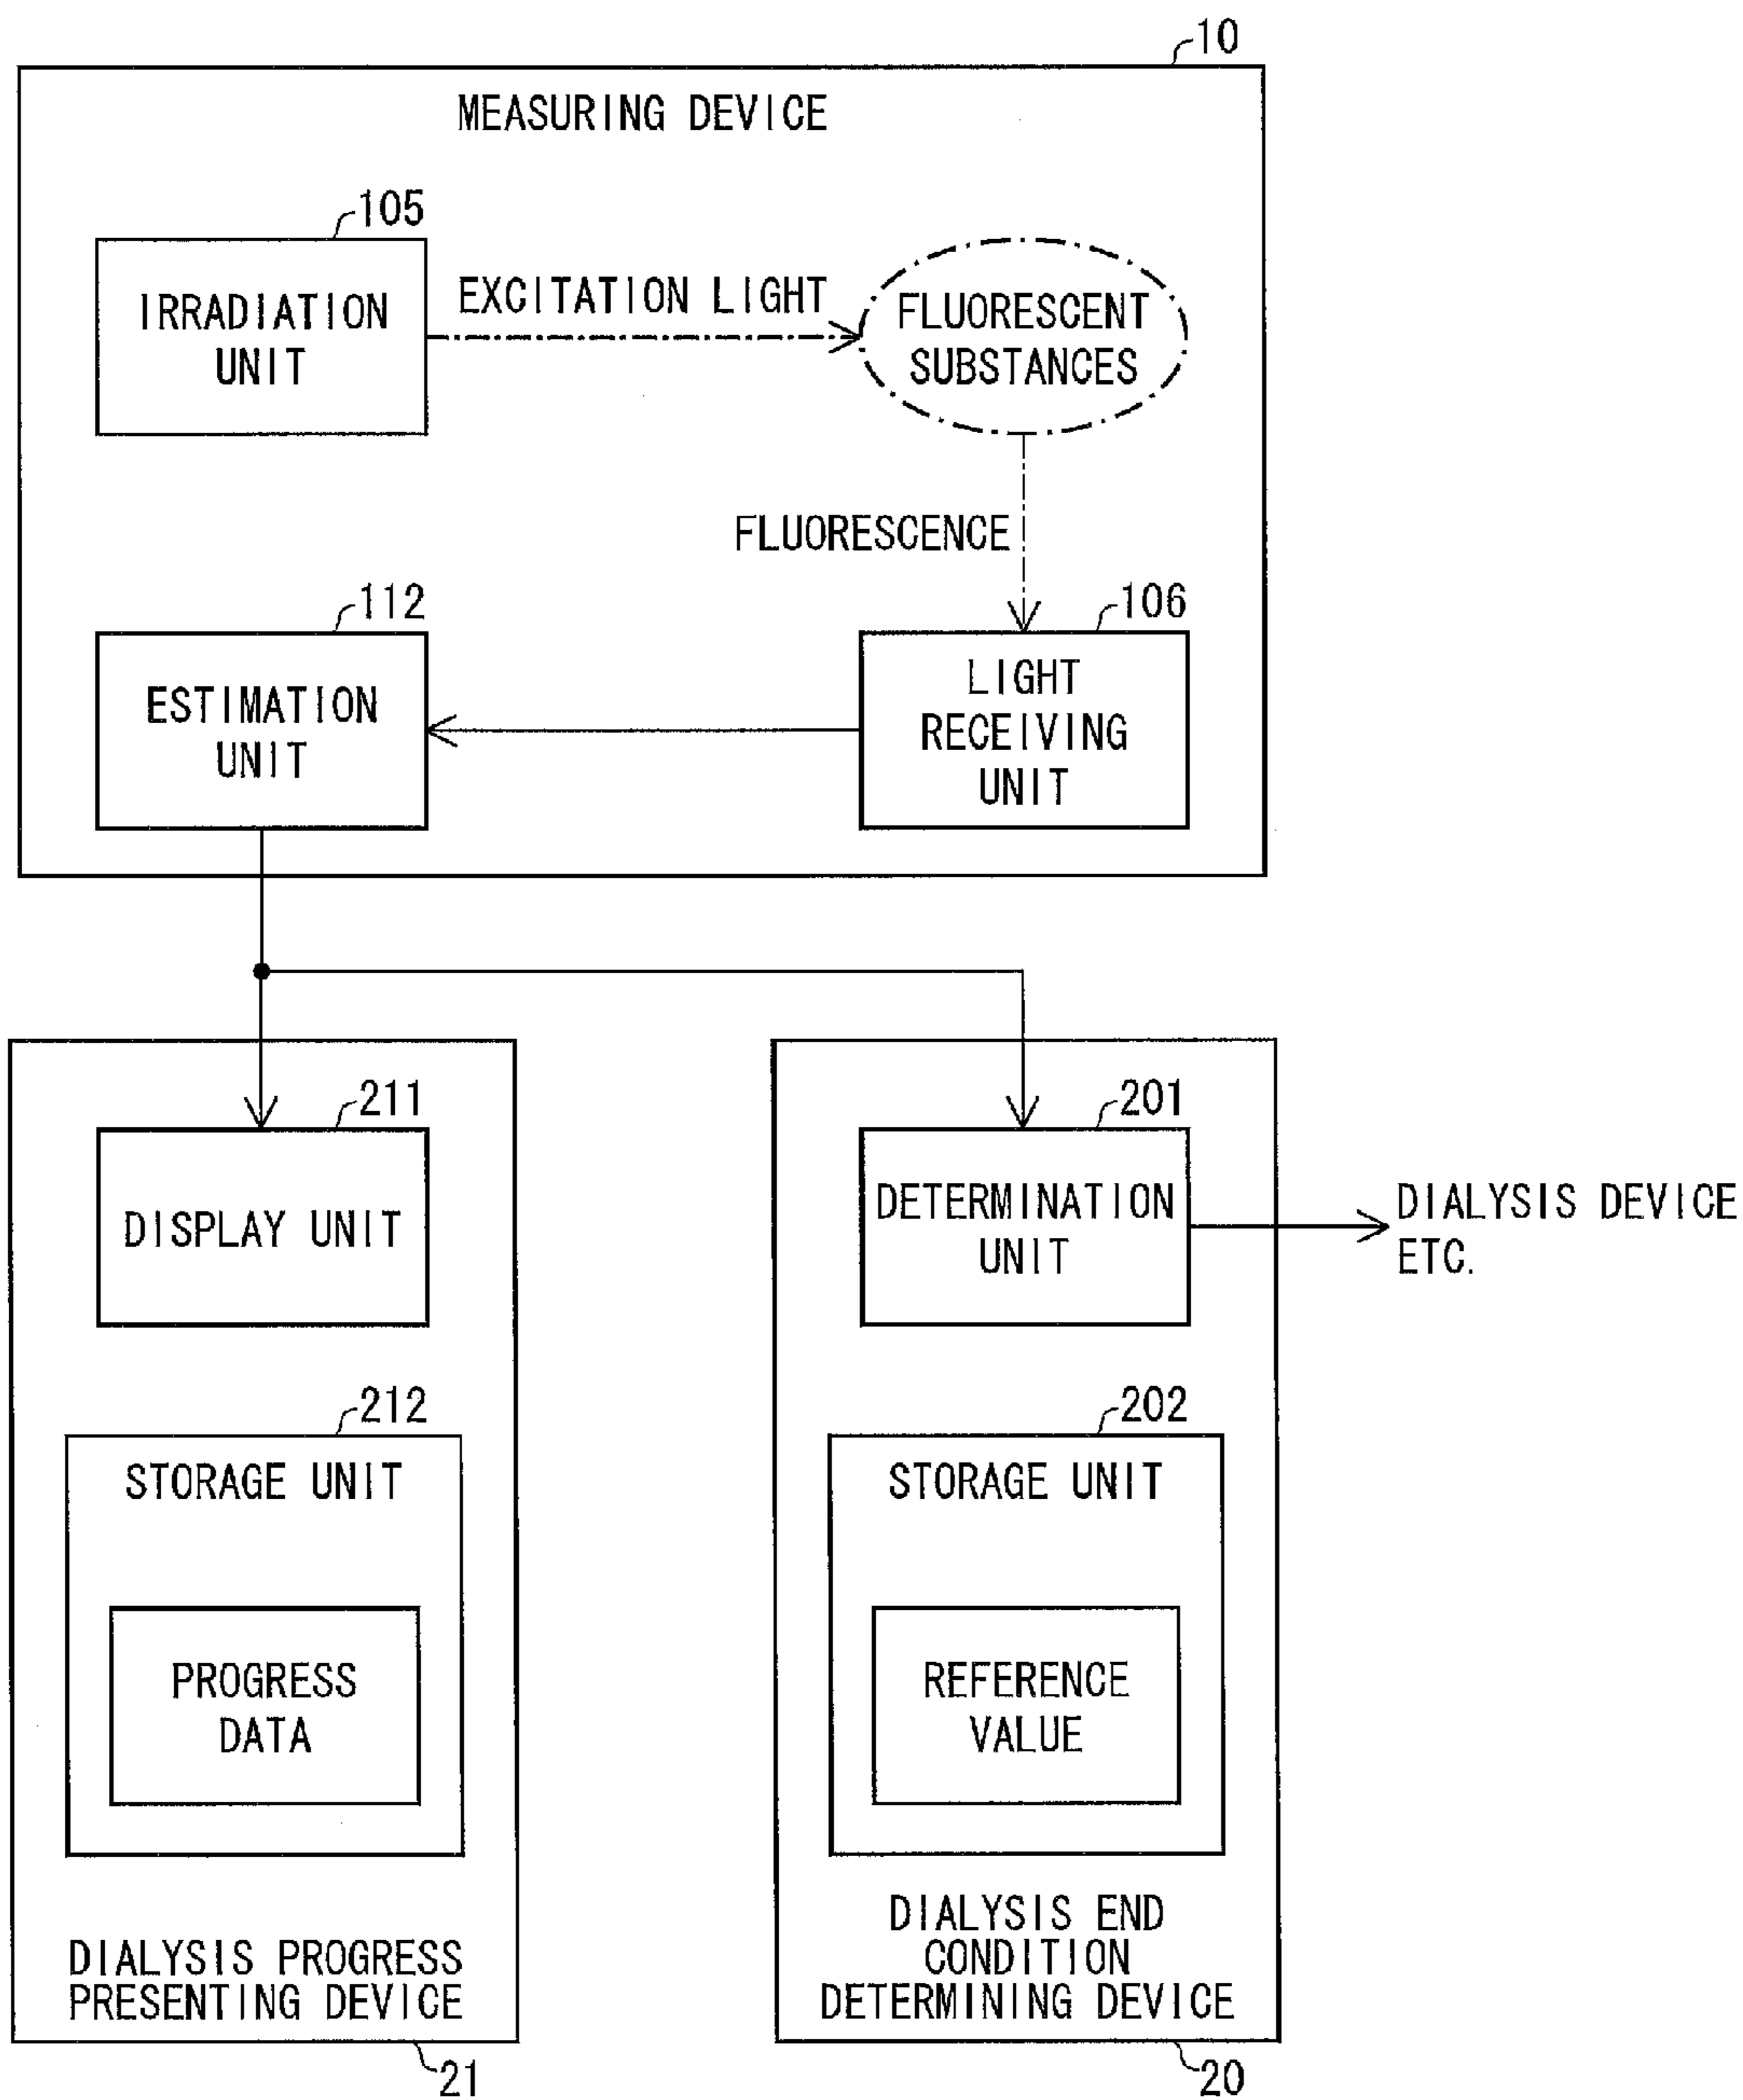 10
MEASURING DEVICE
105
IRRADIATION
UNIT
EXCITATION LIGHT
FLUORESCENT
SUBSTANCES
FLUORESCENCE
112
ESTIMATION
UNIT
106
LIGHT
RECEIVING
UNIT
211
DISPLAY UNIT
201
DETERMINATION
UNIT
DIALYSIS DEVICE
ETC.
212
STORAGE UNIT
PROGRESS
DATA
202
STORAGE UNIT
REFERENCE
VALUE
DIALYSIS PROGRESS
PRESENTING DEVICE
21
DIALYSIS END
CONDITION
DETERMINING DEVICE
20